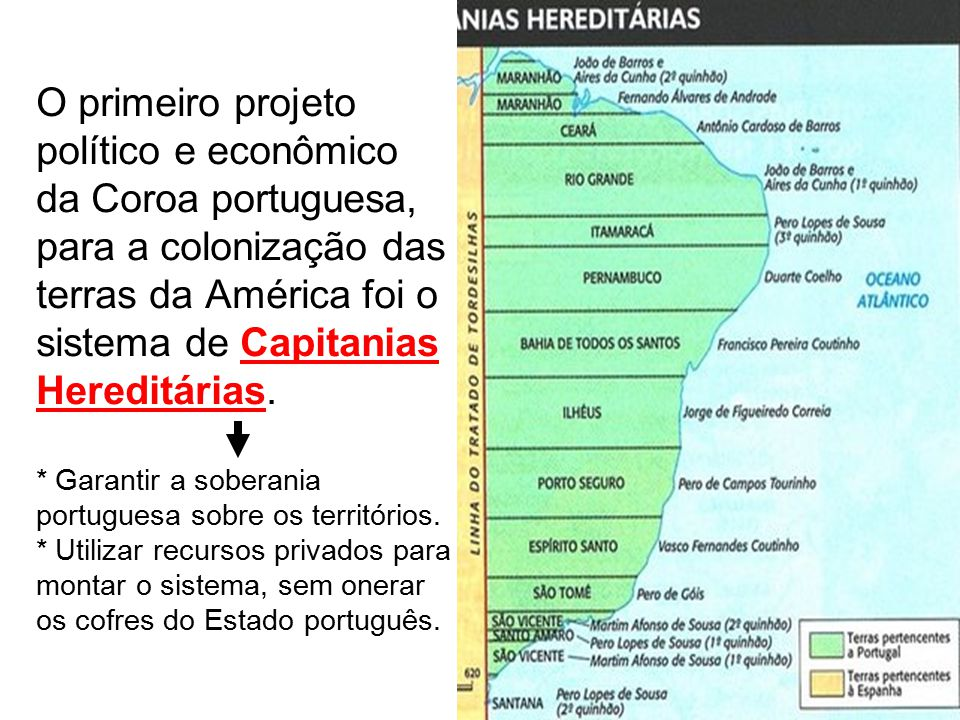 O primeiro projeto
político e econômico
da Coroa portuguesa,
para a colonização das
terras da América foi o
sistema de Capitanias
Hereditárias.
* Garantir a soberania
portuguesa sobre os territórios.
* Utilizar recursos privados para
montar o sistema, sem onerar
os cofres do Estado português.
ÂNIAS HEREDITÁRIAS
MARANHÃO
João de Barros e
Aires da Cunha (2º quinhão)
MARANHÃO
Fernando Álvares de Andrade
CEARÁ
Antônio Cardoso de Barros
RIO GRANDE
João de Barros e
Aires da Cunha (1º quinhão)
ITAMARACÁ
Pero Lopes de Sousa
(3º quinhão)
PERNAMBUCO
Duarte Coelho
OCEANO
ATLÂNTICO
LINHA DO TRATADO DE TORDESILHAS
BAHIA DE TODOS OS SANTOS
Francisco Pereira Coutinho
ILHÉUS
Jorge de Figueiredo Correia
PORTO SEGURO
Pero de Campos Tourinho
ESPÍRITO SANTO
Vasco Fernandes Coutinho
SÃO TOMÉ
Pero de Góis
SÃO VICENTE
Martim Afonso de Sousa (2º quinhão)
SANTO AMARO
Pero Lopes de Sousa (1º quinhão)
SÃO VICENTE
Martim Afonso de Sousa (1º quinhão)
620
SANTANA
Pero Lopes de Sousa
(2º quinhão)
Terras pertencentes
a Portugal
Terras pertencentes
à Espanha